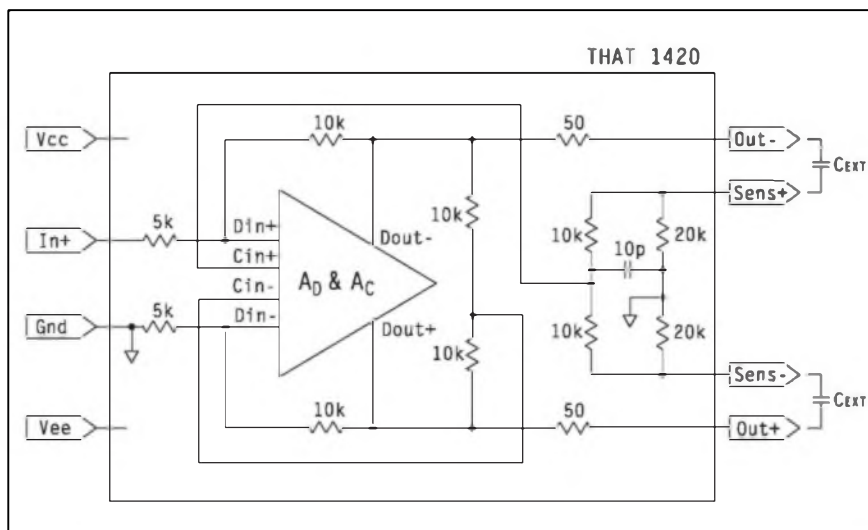 THAT 1420
Vcc
10k
50
Out-
CEXT
Sens+
In+
5k
Din+
Cin+
Cin-
Din-
Dout-
AD & AC
Dout+
10k
10k
10k
10p
20k
10k
20k
Gnd
5k
Sens-
CEXT
Vee
10k
50
Out+